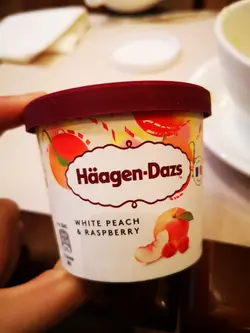 Häagen-Dazs
WHITE PEACH
& RASPBERRY